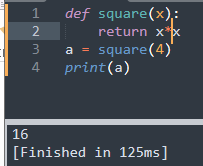 1 def square(x):
2     return x*x
3 a = square(4)
4 print(a)
16
[Finished in 125ms]